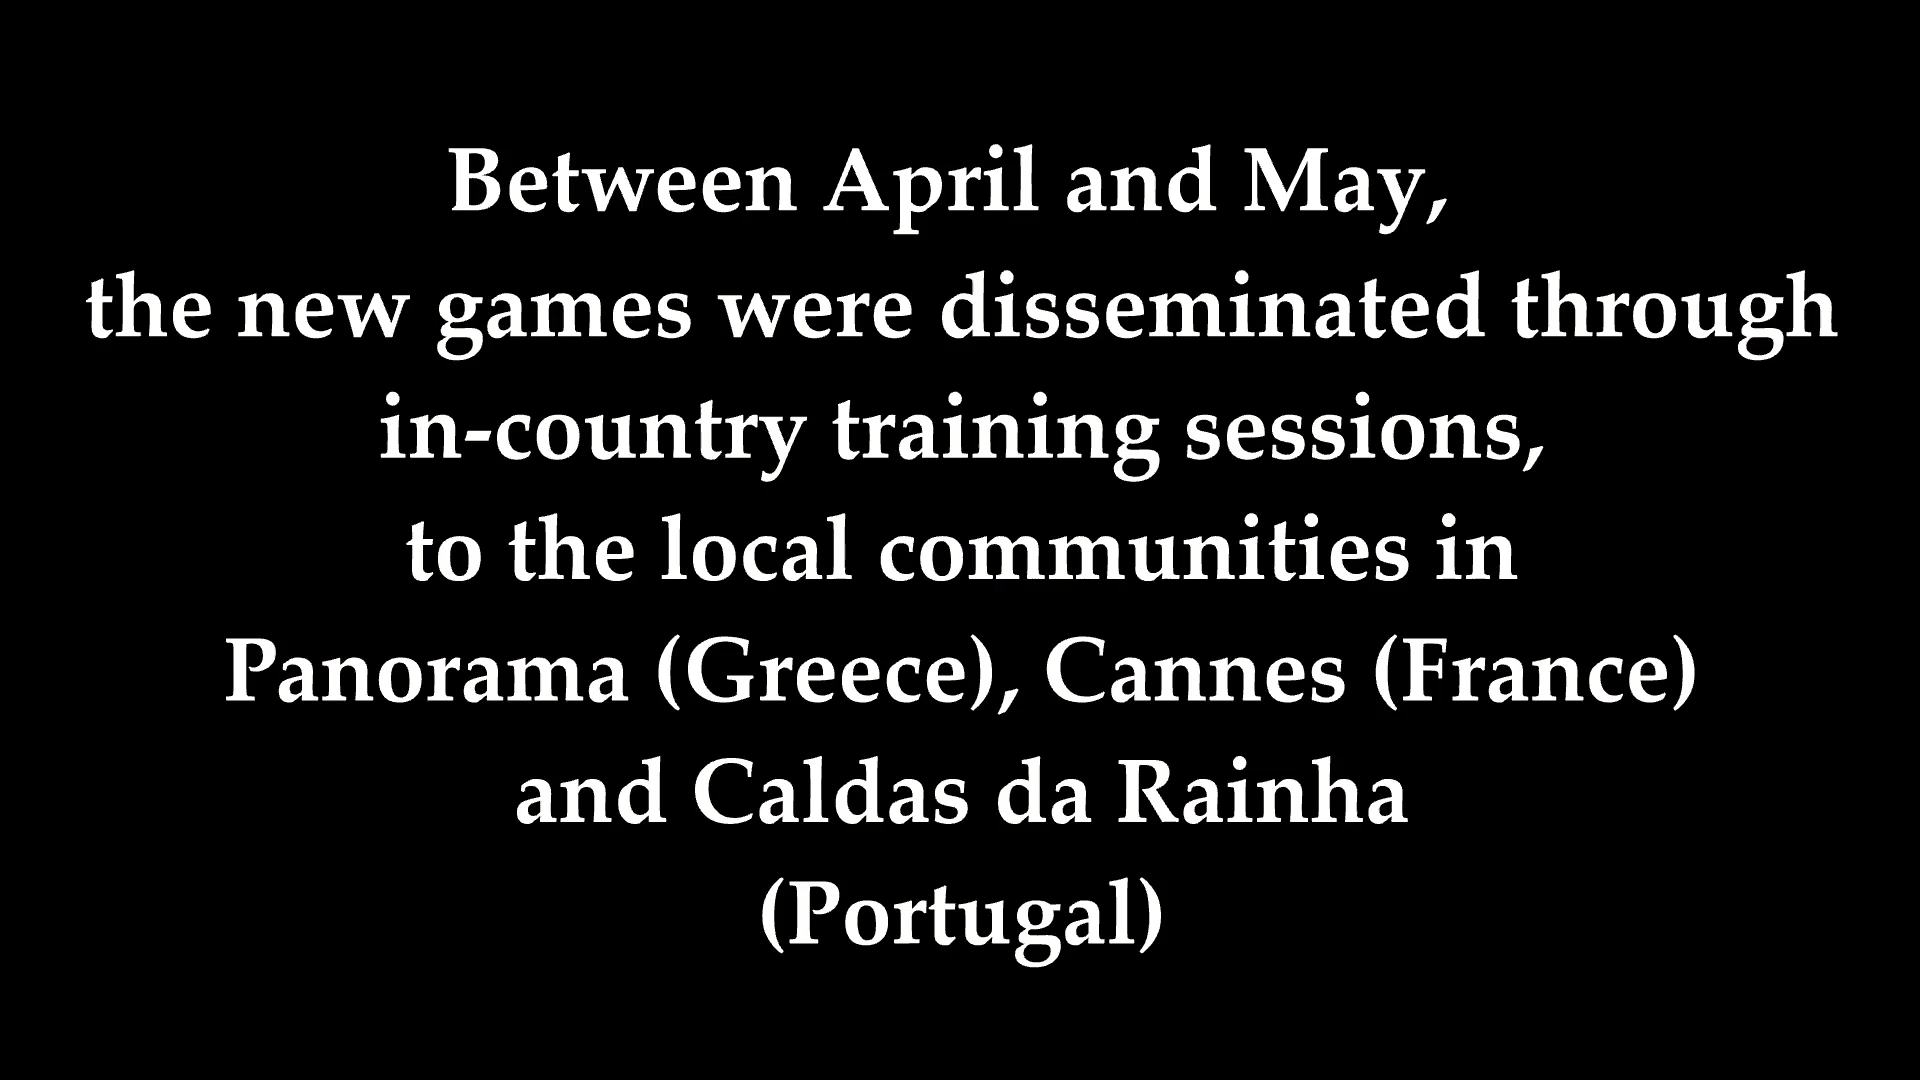 Between April and May,
the new games were disseminated through
in-country training sessions,
to the local communities in
Panorama (Greece), Cannes (France)
and Caldas da Rainha
(Portugal)